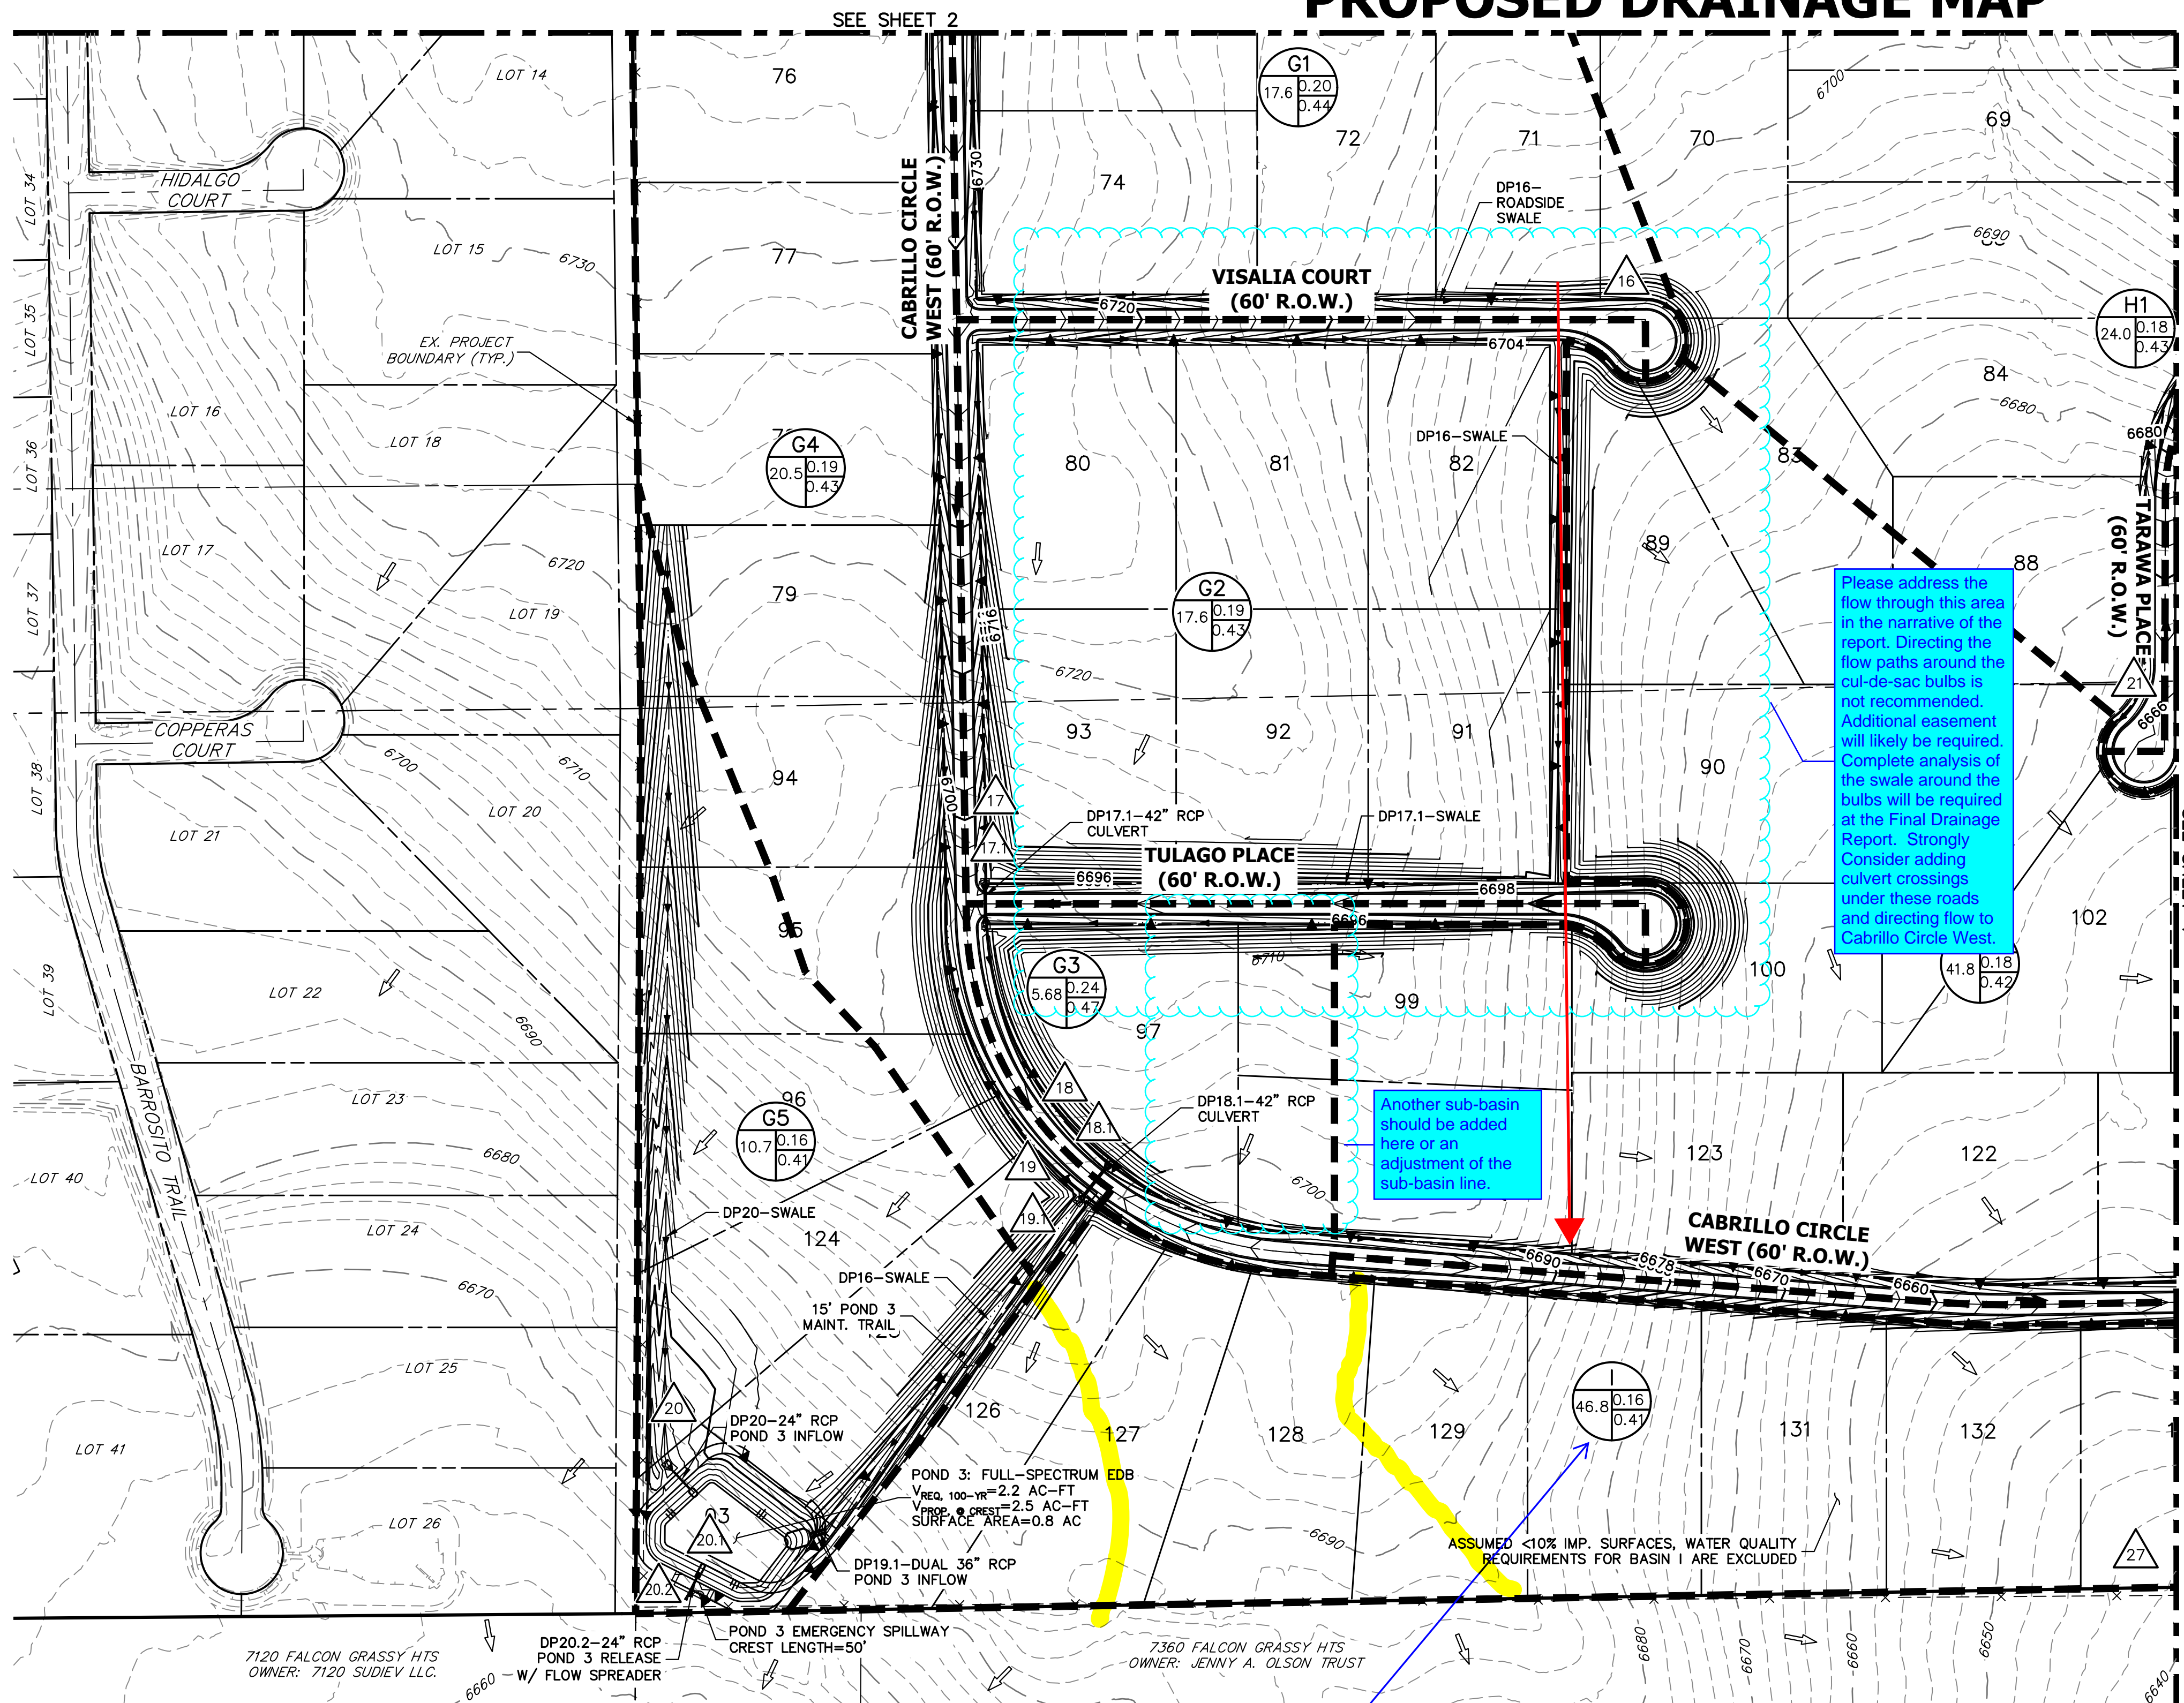 PROPOSED DRAINAGE MAP
SEE SHEET 2
LOT 14
76
G1
17.6
0.20
0.44
72
71
70
6700
69
LOT 34
HIDALGO
COURT
CABRILLO CIRCLE
WEST (60' R.O.W.)
6730
74
DP16-
ROADSIDE
SWALE
6690
LOT 15
6730
77
VISALIA COURT
(60' R.O.W.)
16
6720
6704
H1
24.0
0.18
0.43
LOT 35
EX. PROJECT
BOUNDARY (TYP.)
84
6680
LOT 16
LOT 18
LOT 36
G4
20.5
0.19
0.43
80
81
82
DP16-SWALE
83
6680
TARAWA PLACE
(60' R.O.W.)
LOT 17
6720
89
88
LOT 37
LOT 19
79
6716
G2
17.6
0.19
0.43
Please address the
flow through this area
in the narrative of the
report. Directing the
flow paths around the
cul-de-sac bulbs is
not recommended.
Additional easement
will likely be required.
Complete analysis of
the swale around the
bulbs will be required
at the Final Drainage
Report. Strongly
Consider adding
culvert crossings
under these roads
and directing flow to
Cabrillo Circle West.
6720
21
6666
COPPERAS
COURT
6700
6710
93
92
91
90
LOT 38
94
6700
LOT 20
LOT 21
17
17.1
DP17.1-42" RCP
CULVERT
DP17.1-SWALE
TULAGO PLACE
(60' R.O.W.)
6696
6698
6696
95
102
LOT 39
LOT 22
6690
G3
5.68
0.24
0.47
6710
100
41.8
0.18
0.42
99
97
BARROSITO TRAIL
LOT 23
96
18
18.1
DP18.1-42" RCP
CULVERT
Another sub-basin
should be added
here or an
adjustment of the
sub-basin line.
G5
10.7
0.16
0.41
6680
19
19.1
123
122
LOT 40
6700
DP20-SWALE
LOT 24
124
CABRILLO CIRCLE
WEST (60' R.O.W.)
6690
6678
6670
6660
6670
DP16-SWALE
15' POND 3
MAINT. TRAIL
LOT 25
20
DP20-24" RCP
POND 3 INFLOW
126
127
128
129
I
46.8
0.16
0.41
131
132
LOT 41
POND 3: FULL-SPECTRUM EDB
VREQ, 100-YR=2.2 AC-FT
VPROP. @ CREST=2.5 AC-FT
SURFACE AREA=0.8 AC
LOT 26
20.1
6690
ASSUMED <10% IMP. SURFACES, WATER QUALITY
REQUIREMENTS FOR BASIN I ARE EXCLUDED
27
DP19.1-DUAL 36" RCP
POND 3 INFLOW
20.2
POND 3 EMERGENCY SPILLWAY
CREST LENGTH=50'
DP20.2-24" RCP
POND 3 RELEASE
W/ FLOW SPREADER
7120 FALCON GRASSY HTS
OWNER: 7120 SUDIEV LLC.
7360 FALCON GRASSY HTS
OWNER: JENNY A. OLSON TRUST
6660
6680
6670
6660
6650
6640